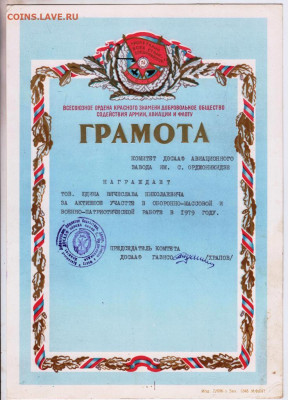 COINS.LAVE.RU
ВСЕСОЮЗНОЕ ОРДЕНА КРАСНОГО ЗНАМЕНИ ДОБРОВОЛЬНОЕ ОБЩЕСТВО
СОДЕЙСТВИЯ АРМИИ, АВИАЦИИ И ФЛОТУ
ГРАМОТА
КОМИТЕТ ДОСААФ АВИАЦИОННОГО
ЗАВОДА ИМ. С. ОРДЖОНИКИДЗЕ
НАГРАЖДАЕТ
ТОВ. ВЯЧЕСЛАВА НИКОЛАЕВИЧА
ЗА АКТИВНОЕ УЧАСТИЕ В ОБОРОННО-МАССОВОЙ И
ВОЕННО-ПАТРИОТИЧЕСКОЙ РАБОТЕ В 1979 ГОДУ.
ПРЕДСЕДАТЕЛЬ КОМИТЕТА
ДОСААФ /ХРАПОВ/